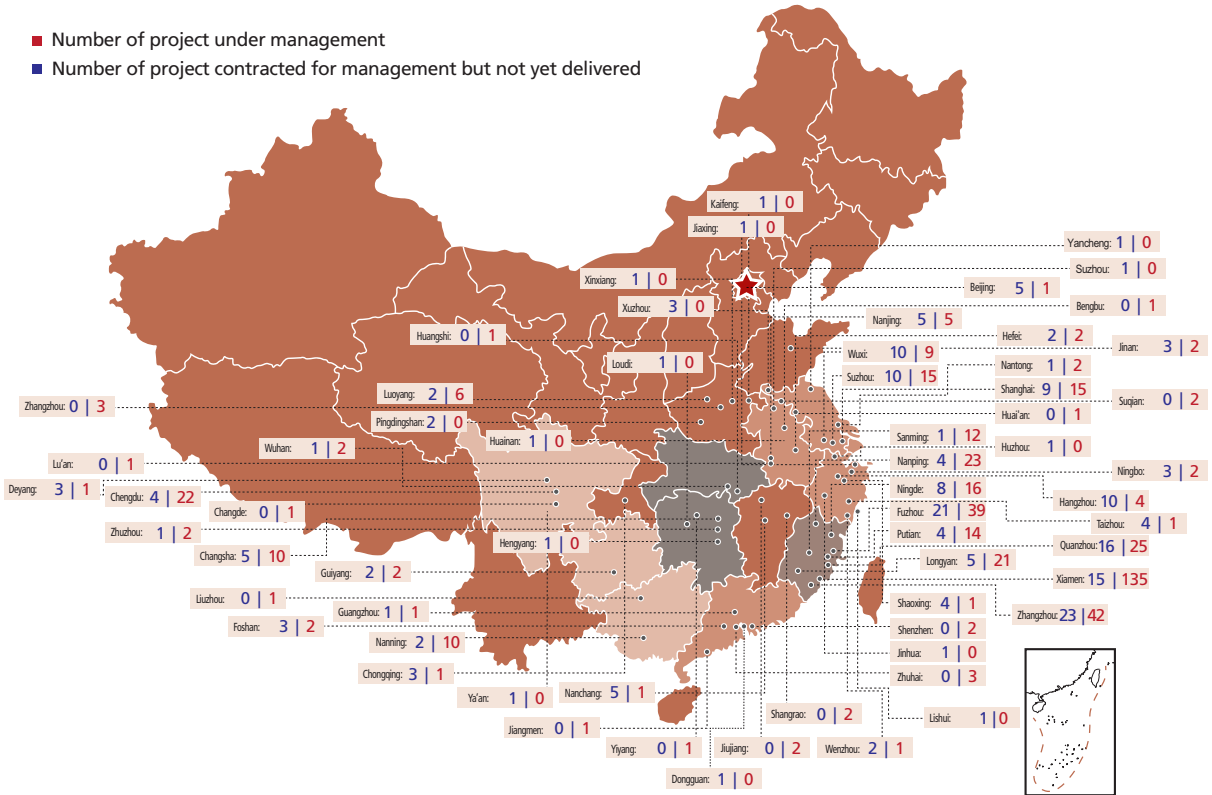 Number of project under management
Number of project contracted for management but not yet delivered
Kaifeng: 1 | 0
Jiaxing: 1 | 0
Yancheng: 1 | 0
Suzhou: 1 | 0
Xinxiang: 1 | 0
Beijing: 5 | 1
Xuzhou: 3 | 0
Bengbu: 0 | 1
Nanjing: 5 | 5
Huangshi: 0 | 1
Hefei: 2 | 2
Jinan: 3 | 2
Wuxi: 10 | 9
Loudi: 1 | 0
Nantong: 1 | 2
Suzhou: 10 | 15
Shanghai: 9 | 15
Luoyang: 2 | 6
Suqian: 0 | 2
Zhangzhou: 0 | 3
Huai'an: 0 | 1
Pingdingshan: 2 | 0
Sanming: 1 | 12
Huainan: 1 | 0
Huzhou: 1 | 0
Wuhan: 1 | 2
Nanping: 4 | 23
Lu'an: 0 | 1
Ningbo: 3 | 2
Deyang: 3 | 1
Ningde: 8 | 16
Chengdu: 4 | 22
Hangzhou: 10 | 4
Changde: 0 | 1
Fuzhou: 21 | 39
Taizhou: 4 | 1
Zhuzhou: 1 | 2
Putian: 4 | 14
Hengyang: 1 | 0
Quanzhou: 16 | 25
Changsha: 5 | 10
Longyan: 5 | 21
Guiyang: 2 | 2
Xiamen: 15 | 135
Liuzhou: 0 | 1
Shaoxing: 4 | 1
Guangzhou: 1 | 1
Zhangzhou: 23 | 42
Foshan: 3 | 2
Shenzhen: 0 | 2
Nanning: 2 | 10
Jinhua: 1 | 0
Chongqing: 3 | 1
Zhuhai: 0 | 3
Ya'an: 1 | 0
Nanchang: 5 | 1
Shangrao: 0 | 2
Lishui: 1 | 0
Jiangmen: 0 | 1
Yiyang: 0 | 1
Jiujiang: 0 | 2
Wenzhou: 2 | 1
Dongguan: 1 | 0